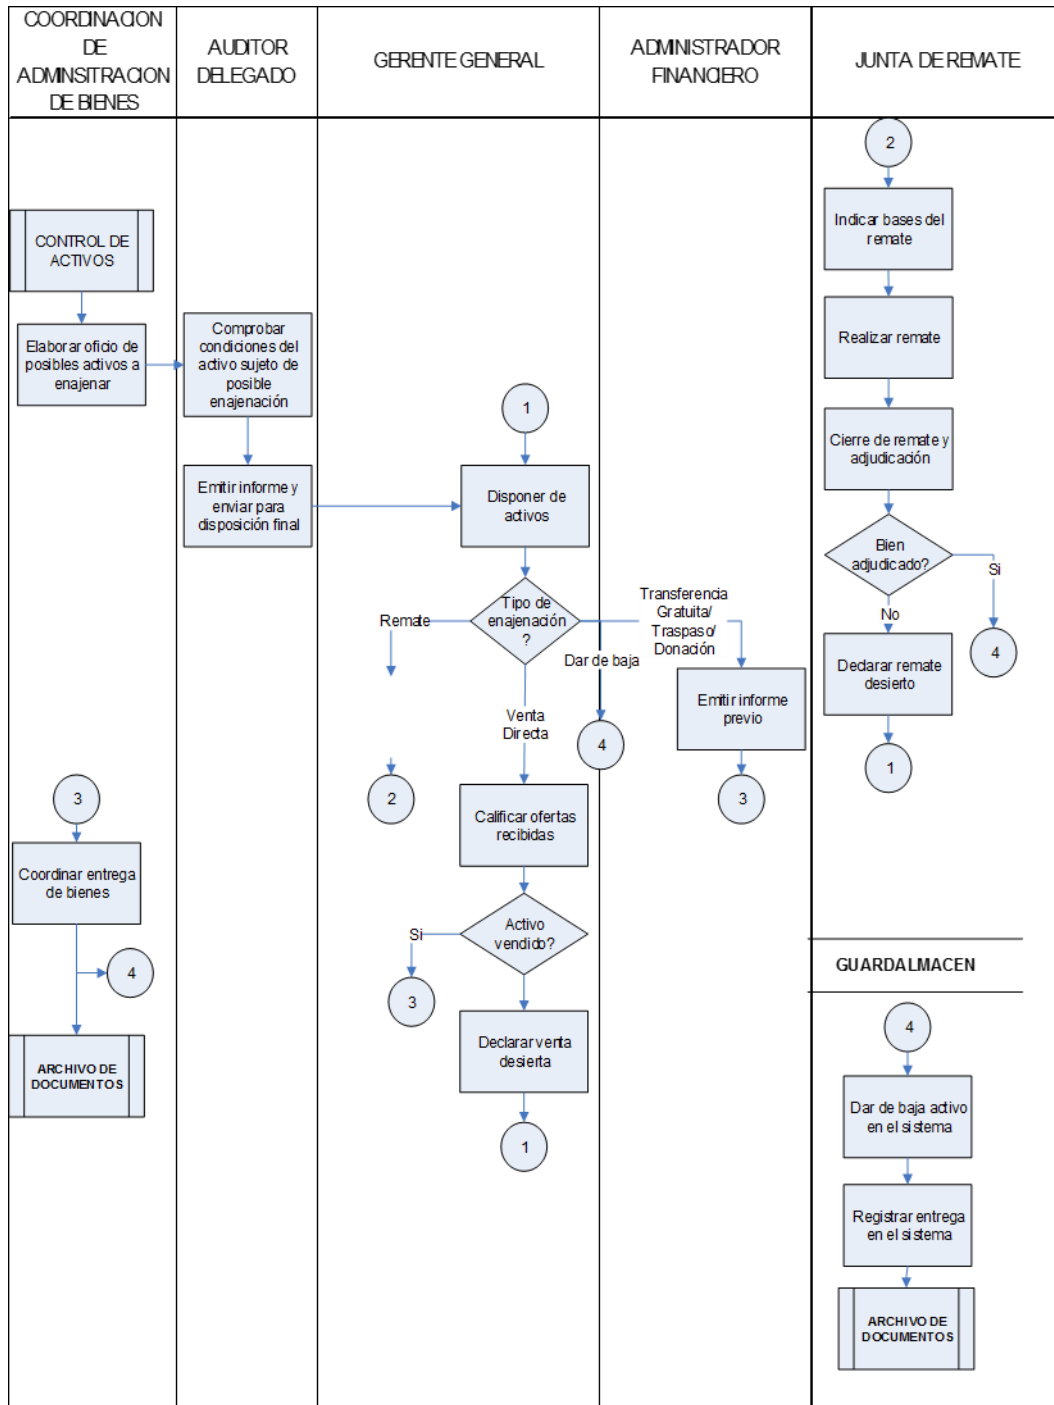 COORDINACION
DE
ADMINSITRACION
DE BIENES
AUDITOR
DELEGADO
GERENTE GENERAL
ADMINISTRADOR
FINANCIERO
JUNTA DE REMATE
CONTROL DE
ACTIVOS
Elaborar oficio de
posibles activos a
enajenar
3
Coordinar entrega
de bienes
4
ARCHIVO DE
DOCUMENTOS
Comprobar
condiciones del
activo sujeto de
posible
enajenación
Emitir informe y
enviar para
disposición final
1
Disponer de
activos
Tipo de
enajenación
?
Remate
2
Venta
Directa
Dar de baja
4
Calificar ofertas
recibidas
Activo
vendido?
Si
3
Declarar venta
desierta
1
Transferencia
Gratuita/
Traspaso/
Donación
Emitir informe
previo
3
2
Indicar bases del
remate
Realizar remate
Cierre de remate y
adjudicación
Bien
adjudicado?
Si
4
No
Declarar remate
desierto
1
GUARDALMACEN
4
Dar de baja activo
en el sistema
Registrar entrega
en el sistema
ARCHIVO DE
DOCUMENTOS